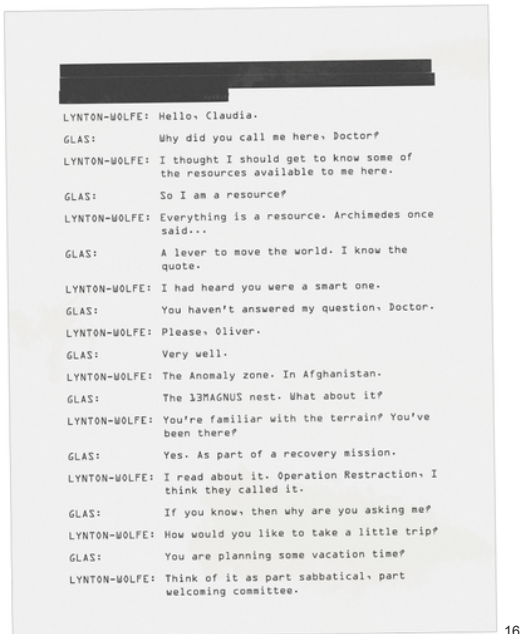 LYNTON-WOLFE: Hello, Claudia.
GLAS: Why did you call me here, Doctor?
LYNTON-WOLFE: I thought I should get to know some of
the resources available to me here.
GLAS: So I am a resource?
LYNTON-WOLFE: Everything is a resource. Archimedes once
said...
GLAS: A lever to move the world. I know the
quote.
LYNTON-WOLFE: I had heard you were a smart one.
GLAS: You haven't answered my question, Doctor.
LYNTON-WOLFE: Please, Oliver.
GLAS: Very well.
LYNTON-WOLFE: The Anomaly zone. In Afghanistan.
GLAS: The 13MAGNUS nest. What about it?
LYNTON-WOLFE: You're familiar with the terrain? You've
been there?
GLAS: Yes. As part of a recovery mission.
LYNTON-WOLFE: I read about it. Operation Restraction, I
think they called it.
GLAS: If you know, then why are you asking me?
LYNTON-WOLFE: How would you like to take a little trip?
GLAS: You are planning some vacation time?
LYNTON-WOLFE: Think of it as part sabbatical, part
welcoming committee.
16